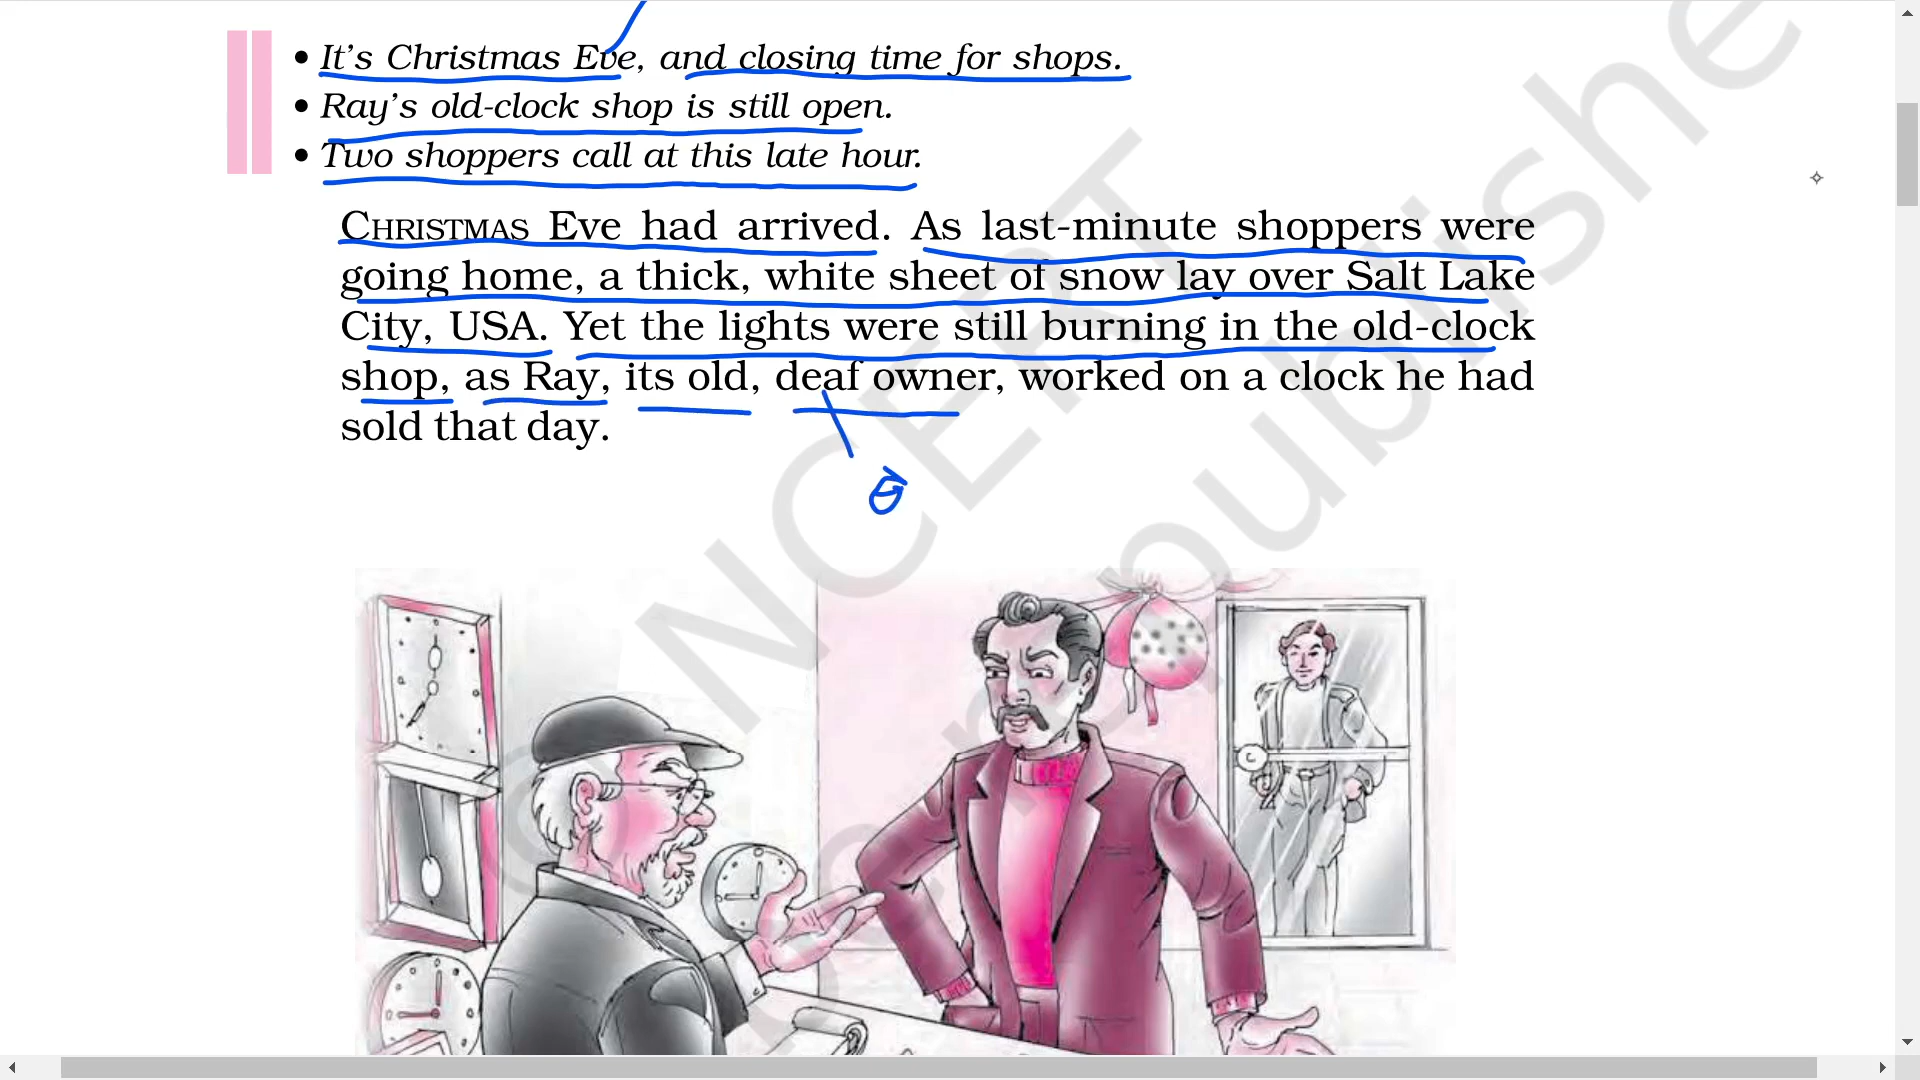 • It's Christmas Eve, and closing time for shops.
• Ray's old-clock shop is still open.
• Two shoppers call at this late hour.
CHRISTMAS Eve had arrived. As last-minute shoppers were
going home, a thick, white sheet of snow lay over Salt Lake
City, USA. Yet the lights were still burning in the old-clock
shop, as Ray, its old, deaf owner, worked on a clock he had
sold that day.
© NCERT
republishe